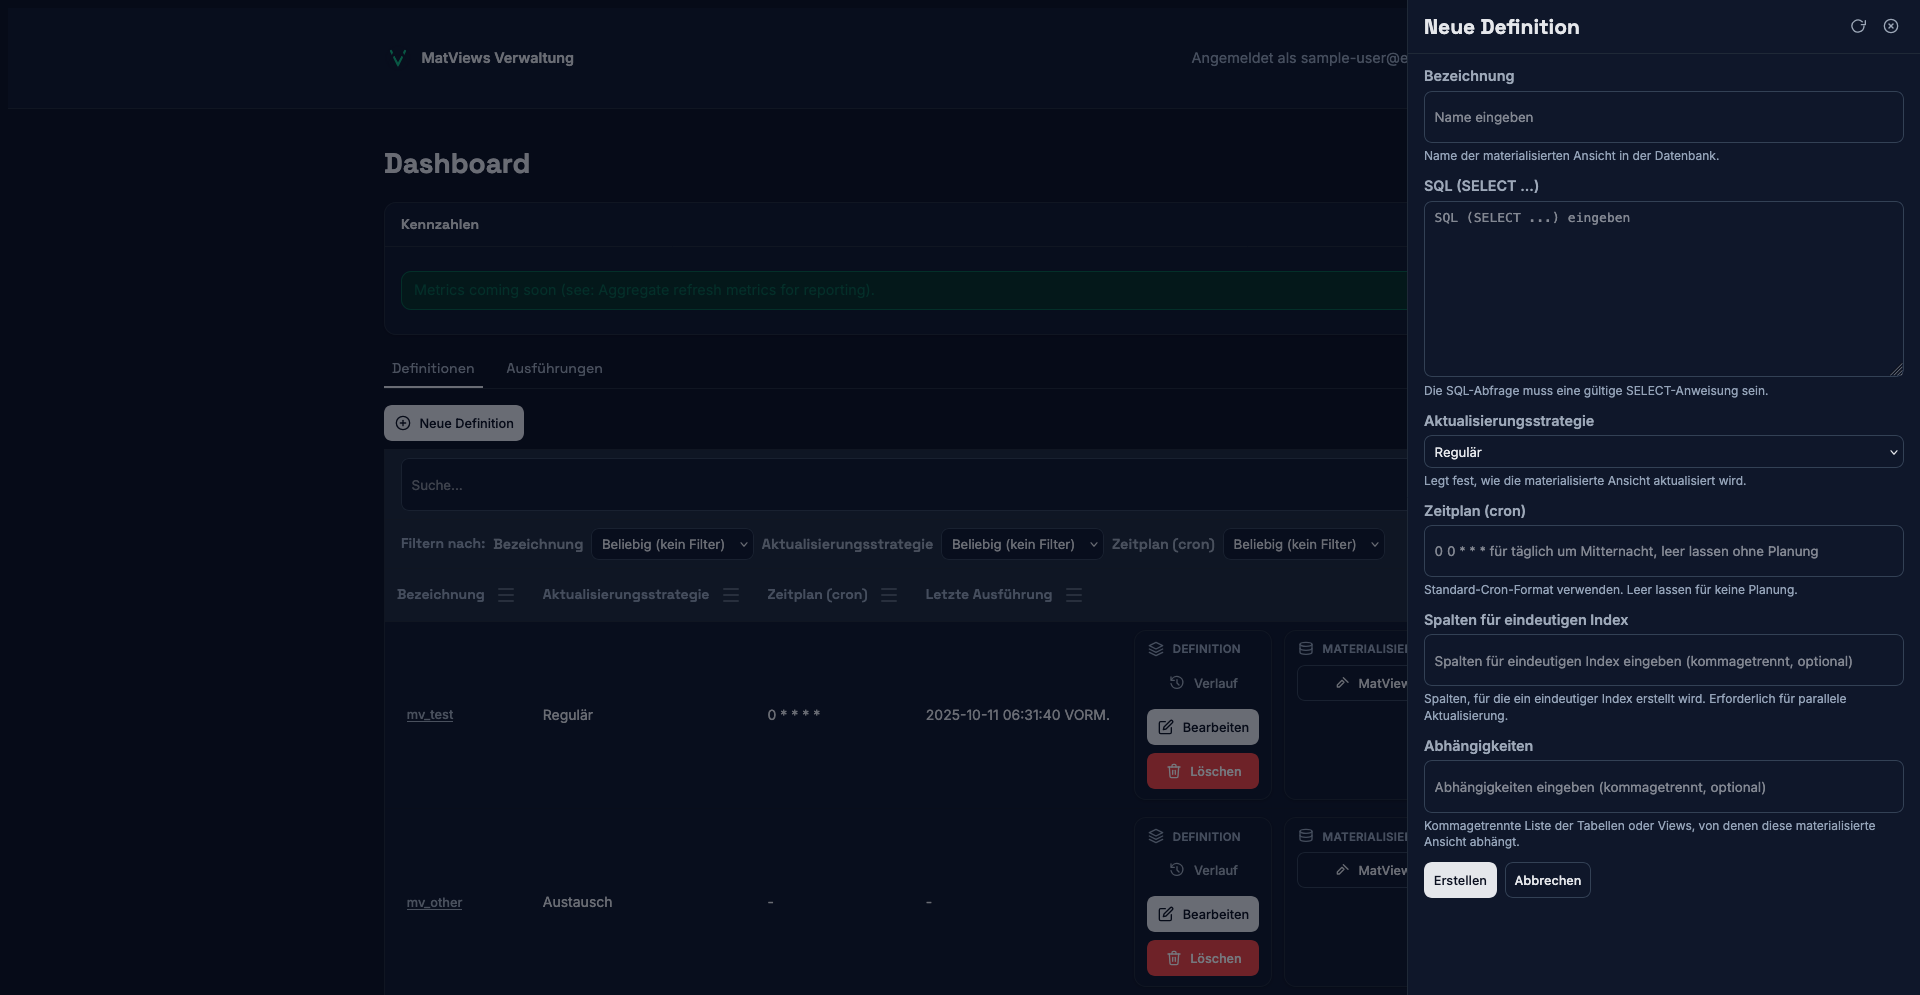 MatViews Verwaltung
Angemeldet als sample-user@e
Dashboard
Kennzahlen
Metrics coming soon (see: Aggregate refresh metrics for reporting).
Definitionen
Ausführungen
Neue Definition
Suche...
Filtern nach: Bezeichnung Beliebig (kein Filter) Aktualisierungsstrategie Beliebig (kein Filter) Zeitplan (cron) Beliebig (kein Filter)
Bezeichnung Aktualisierungsstrategie Zeitplan (cron) Letzte Ausführung
DEFINITION
MATERIALISIE
Verlauf
MatView
mv_test Regulär 0 * * * * 2025-10-11 06:31:40 VORM.
Bearbeiten
Löschen
DEFINITION
MATERIALISIE
Verlauf
MatView
mv_other Austausch - -
Bearbeiten
Löschen
Neue Definition
Bezeichnung
Name eingeben
Name der materialisierten Ansicht in der Datenbank.
SQL (SELECT ...)
SQL (SELECT ...) eingeben
Die SQL-Abfrage muss eine gültige SELECT-Anweisung sein.
Aktualisierungsstrategie
Regulär
Legt fest, wie die materialisierte Ansicht aktualisiert wird.
Zeitplan (cron)
0 0 * * * für täglich um Mitternacht, leer lassen ohne Planung
Standard-Cron-Format verwenden. Leer lassen für keine Planung.
Spalten für eindeutigen Index
Spalten für eindeutigen Index eingeben (kommagetrennt, optional)
Spalten, für die ein eindeutiger Index erstellt wird. Erforderlich für parallele
Aktualisierung.
Abhängigkeiten
Abhängigkeiten eingeben (kommagetrennt, optional)
Kommagetrennte Liste der Tabellen oder Views, von denen diese materialisierte
Ansicht abhängt.
Erstellen
Abbrechen